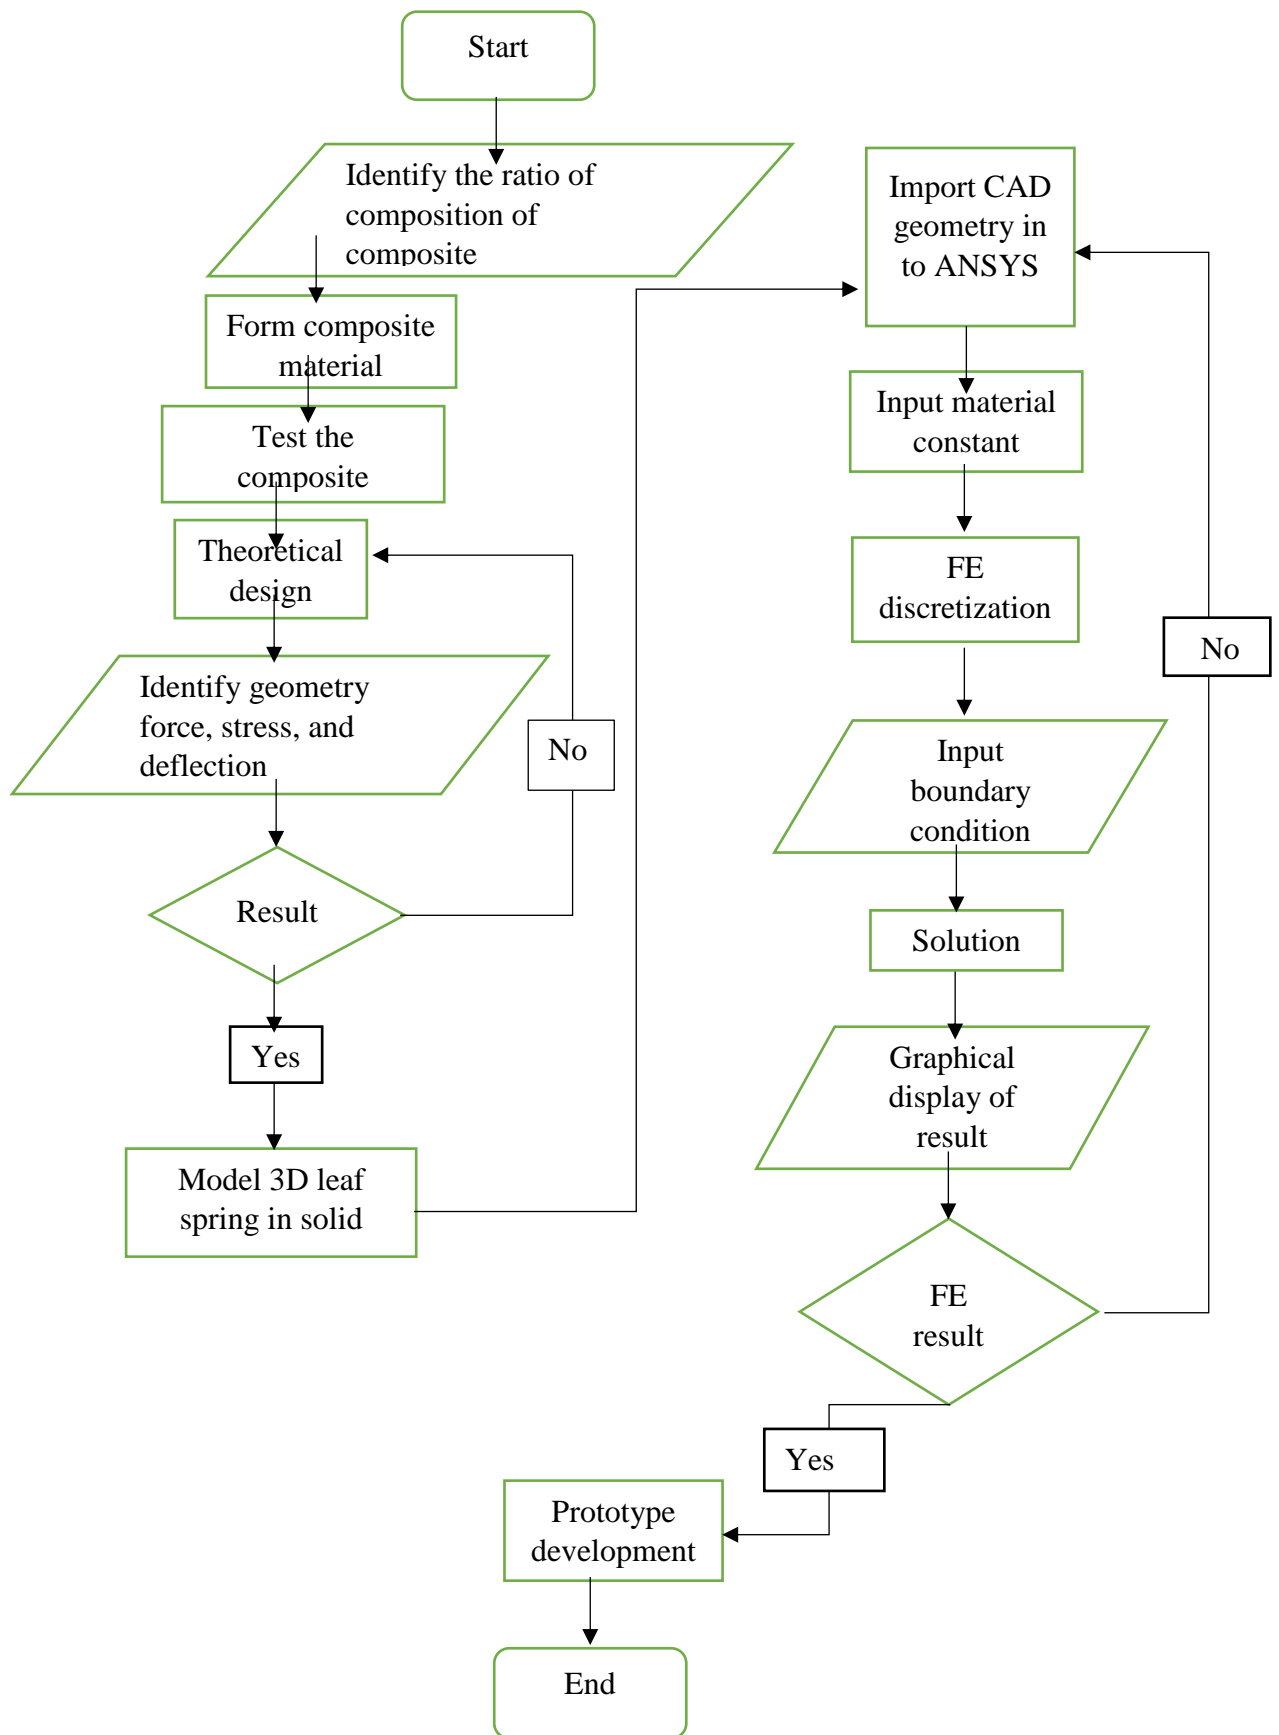 Start
Identify the ratio of
composition of
composite
Form composite
material
Test the
composite
Theoretical
design
Identify geometry
force, stress, and
deflection
No
Result
Yes
Model 3D leaf
spring in solid
Import CAD
geometry in
to ANSYS
Input material
constant
FE
discretization
No
Input
boundary
condition
Solution
Graphical
display of
result
FE
result
Yes
Prototype
development
End